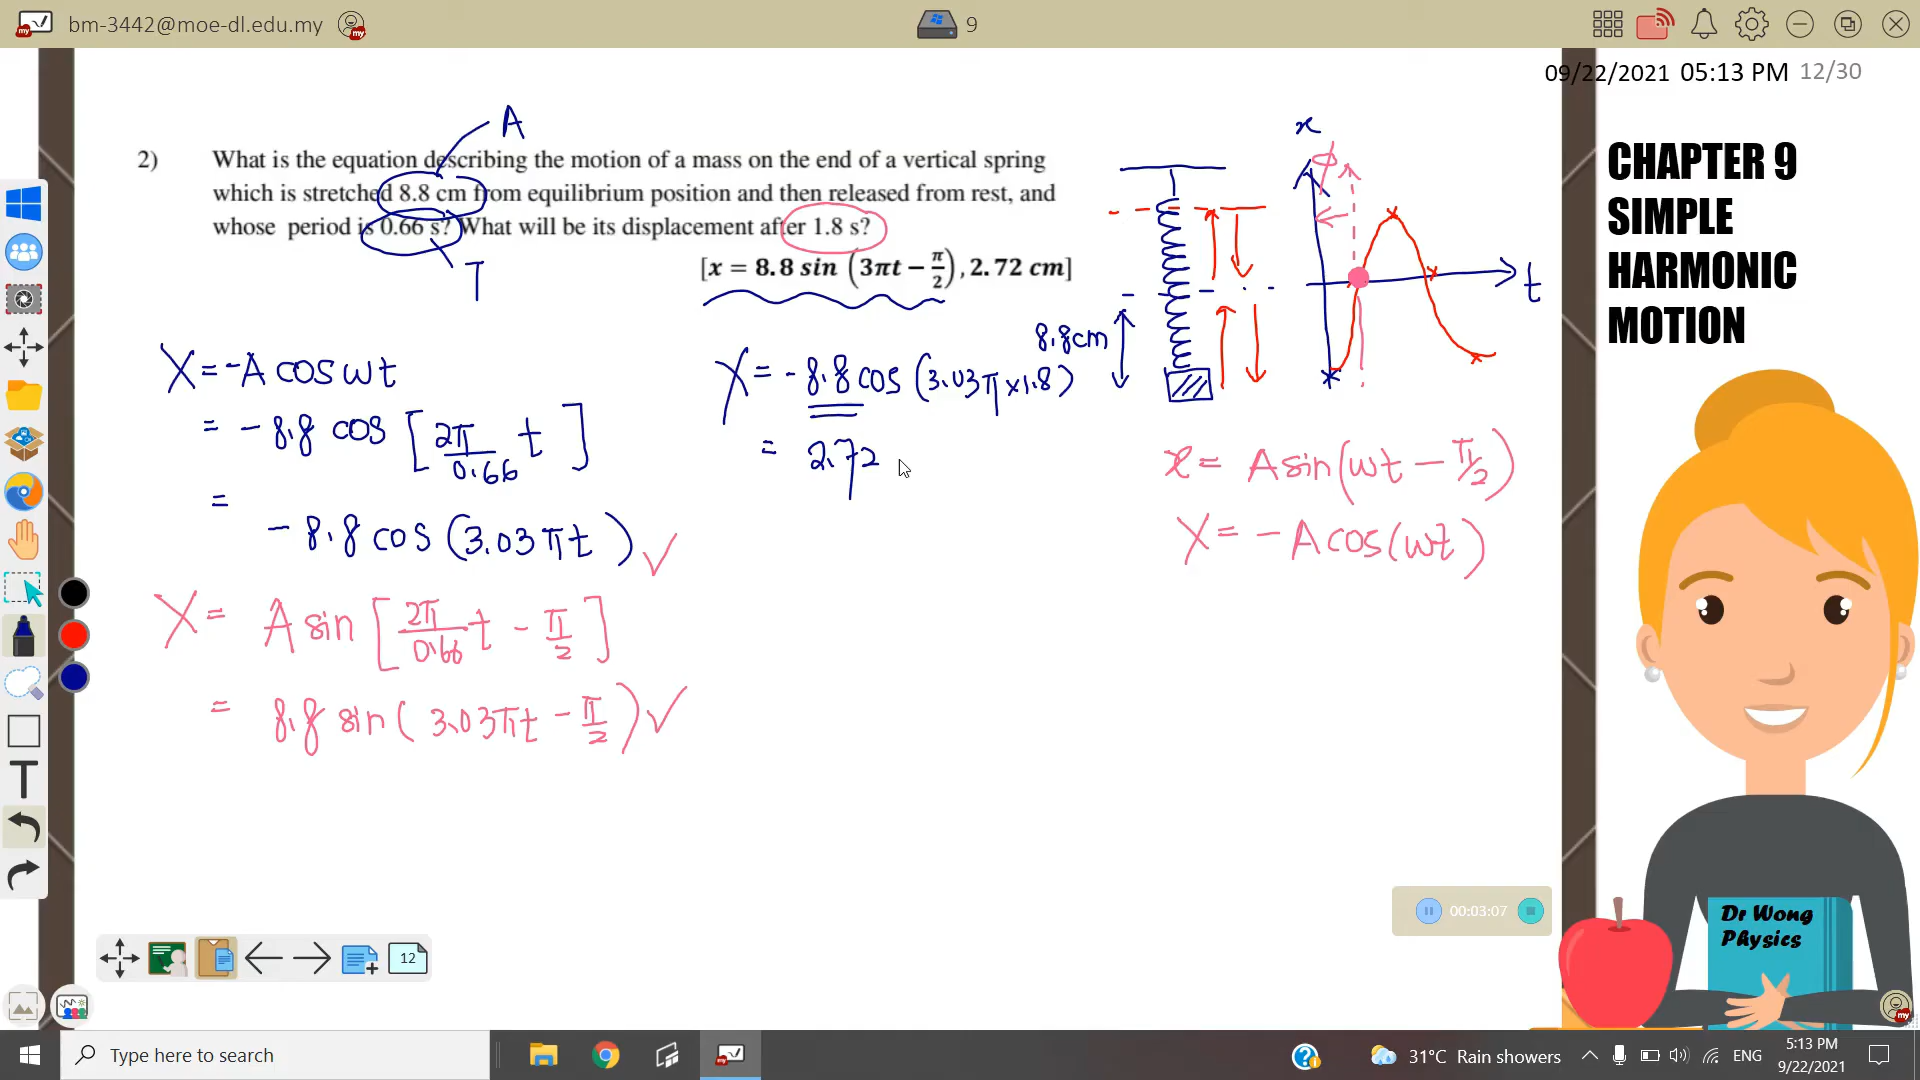 bm-3442@moe-dl.edu.my
9
09/22/2021 05:13 PM 12/30
CHAPTER 9
SIMPLE
HARMONIC
MOTION
A
2) What is the equation describing the motion of a mass on the end of a vertical spring
which is stretched 8.8 cm from equilibrium position and then released from rest, and
whose period is 0.66 s? What will be its displacement after 1.8 s?
T
[x = 8.8 sin (3πt − π/2), 2.72 cm]
X = -A cos wt
= - 8.8 cos [2π/0.66 t]
=
- 8.8 cos (3.03πt) ✓
X = A sin [2π/0.66 t - π/2]
= 8.8 sin (3.03πt - π/2) ✓
X = - 8.8 cos (3.03π×1.8)
= 2.72
8.8cm
x
ϕ
t
x = A sin(wt - π/2)
X = - A cos(wt)
00:03:07
Dr Wong
Physics
T
12
my
Type here to search
31°C Rain showers
ENG
5:13 PM
9/22/2021